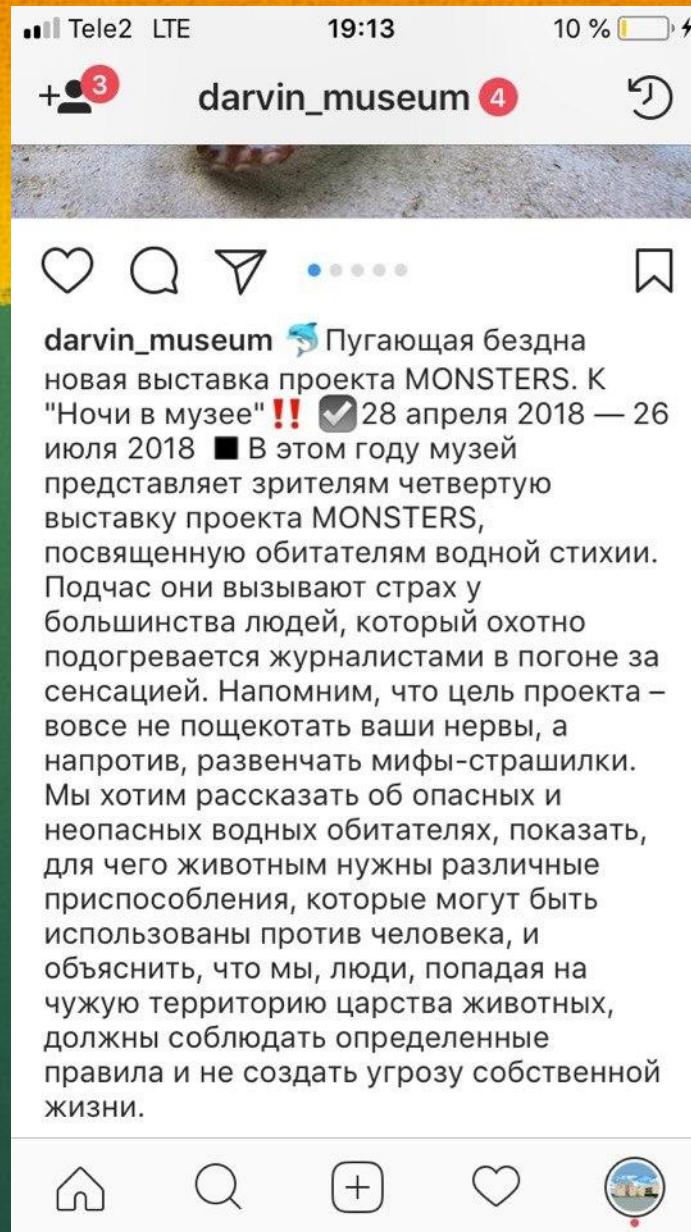 Tele2 LTE 19:13 10 %
3 darvin_museum 4
darvin_museum 🐬Пугающая бездна
новая выставка проекта MONSTERS. К
"Ночи в музее"‼️ ☑️28 апреля 2018 — 26
июля 2018 ◼️В этом году музей
представляет зрителям четвертую
выставку проекта MONSTERS,
посвященную обитателям водной стихии.
Подчас они вызывают страх у
большинства людей, который охотно
подогревается журналистами в погоне за
сенсацией. Напомним, что цель проекта –
вовсе не пощекотать ваши нервы, а
напротив, развенчать мифы-страшилки.
Мы хотим рассказать об опасных и
неопасных водных обитателях, показать,
для чего животным нужны различные
приспособления, которые могут быть
использованы против человека, и
объяснить, что мы, люди, попадая на
чужую территорию царства животных,
должны соблюдать определенные
правила и не создать угрозу собственной
жизни.